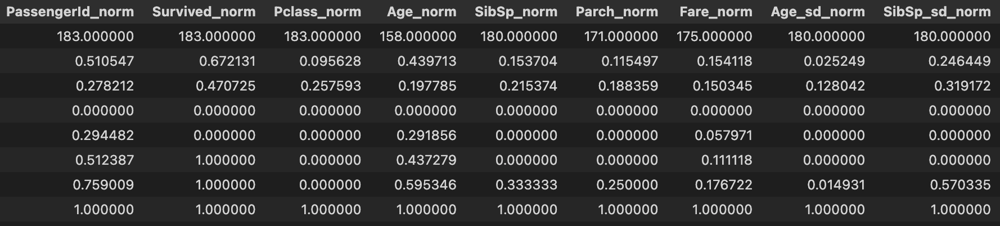 PassengerId_norm Survived_norm Pclass_norm Age_norm SibSp_norm Parch_norm Fare_norm Age_sd_norm SibSp_sd_norm
183.000000 183.000000 183.000000 158.000000 180.000000 171.000000 175.000000 180.000000 180.000000
0.510547 0.672131 0.095628 0.439713 0.153704 0.115497 0.154118 0.025249 0.246449
0.278212 0.470725 0.257593 0.197785 0.215374 0.188359 0.150345 0.128042 0.319172
0.000000 0.000000 0.000000 0.000000 0.000000 0.000000 0.000000 0.000000 0.000000
0.294482 0.000000 0.000000 0.291856 0.000000 0.000000 0.057971 0.000000 0.000000
0.512387 1.000000 0.000000 0.437279 0.000000 0.000000 0.111118 0.000000 0.000000
0.759009 1.000000 0.000000 0.595346 0.333333 0.250000 0.176722 0.014931 0.570335
1.000000 1.000000 1.000000 1.000000 1.000000 1.000000 1.000000 1.000000 1.000000